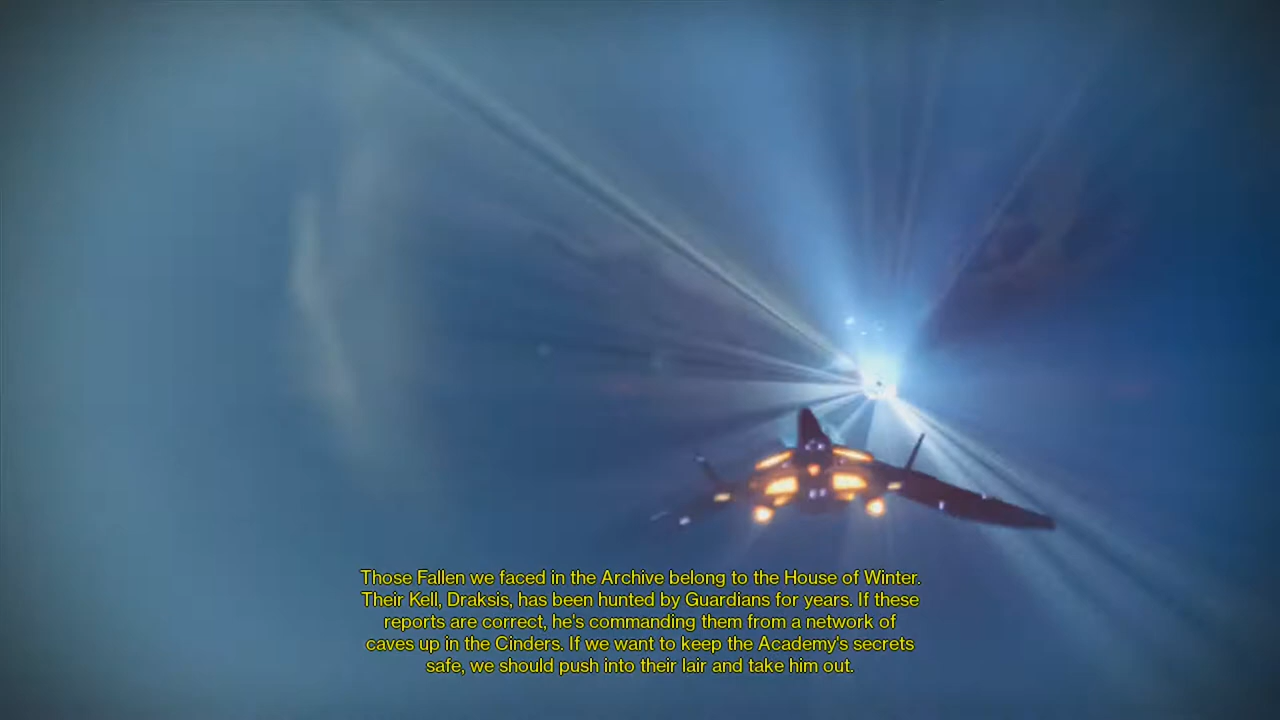 Those Fallen we faced in the Archive belong to the House of Winter.
Their Kell, Draksis, has been hunted by Guardians for years. If these
reports are correct, he's commanding them from a network of
caves up in the Cinders. If we want to keep the Academy's secrets
safe, we should push into their lair and take him out.